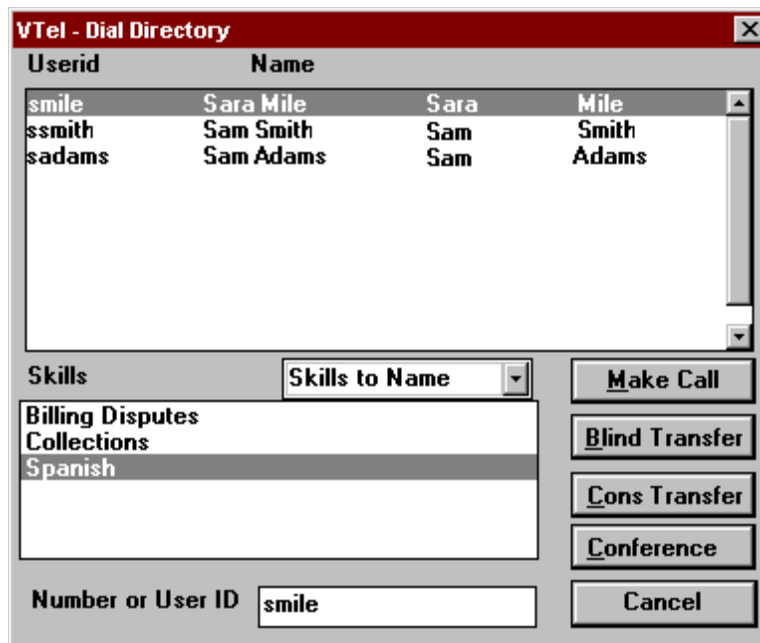 VTel - Dial Directory
Userid Name
smile Sara Mile Sara Mile
ssmith Sam Smith Sam Smith
sadams Sam Adams Sam Adams
Skills
Skills to Name
Make Call
Billing Disputes
Collections
Spanish
Blind Transfer
Cons Transfer
Conference
Number or User ID smile
Cancel